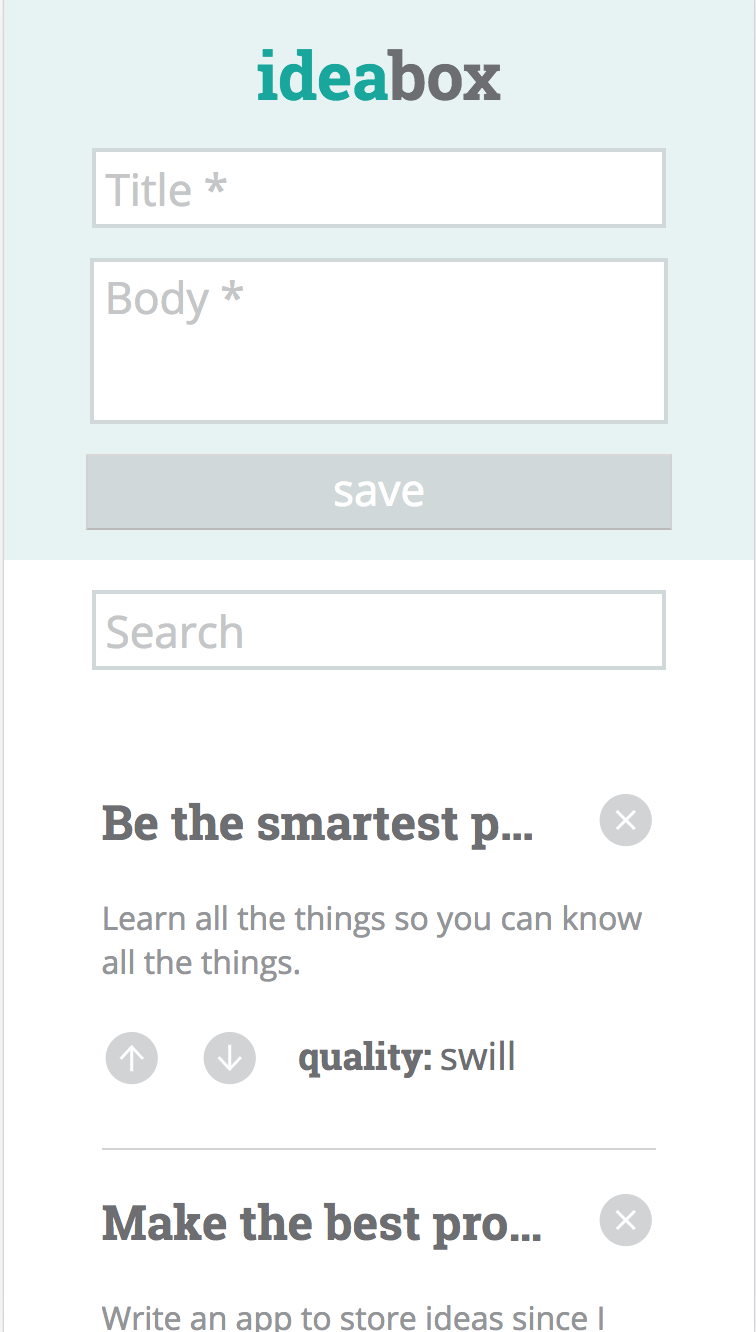 ideabox
Title *
Body *
save
Search
Be the smartest p...
Learn all the things so you can know
all the things.
quality: swill
Make the best pro...
Write an app to store ideas since I